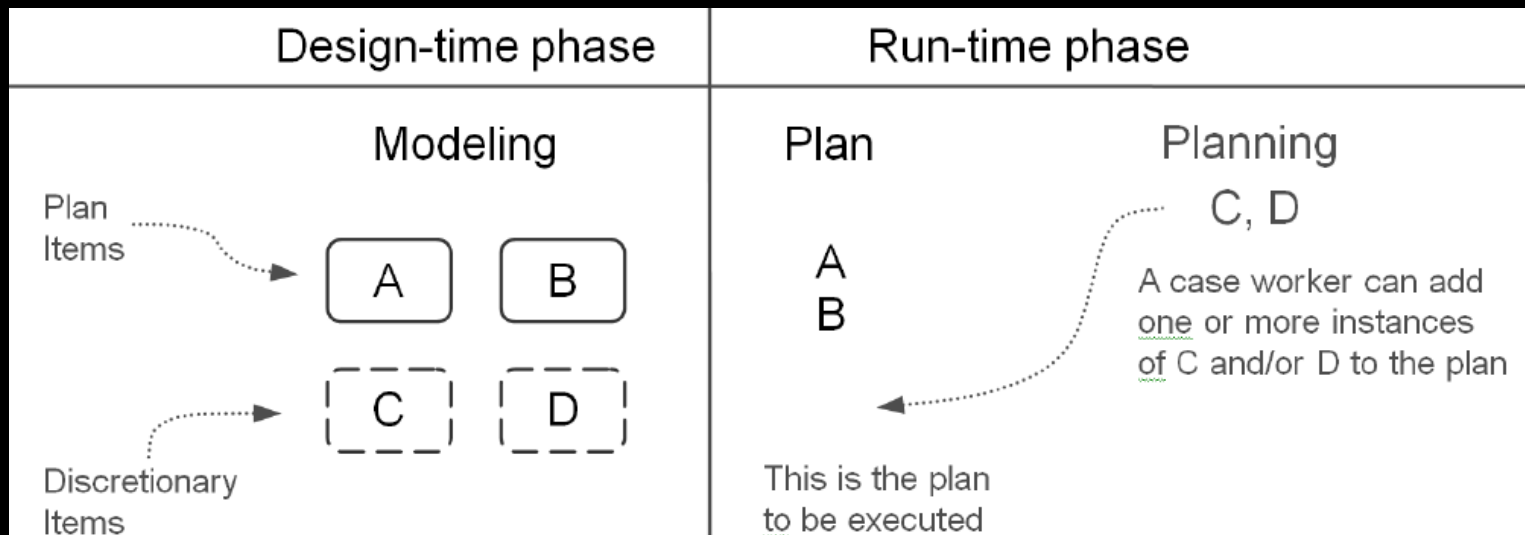 Design-time phase
Run-time phase
Modeling
Plan
Items
A
B
C
D
Discretionary
Items
Plan
A
B
This is the plan
to be executed
Planning
C, D
A case worker can add
one or more instances
of C and/or D to the plan